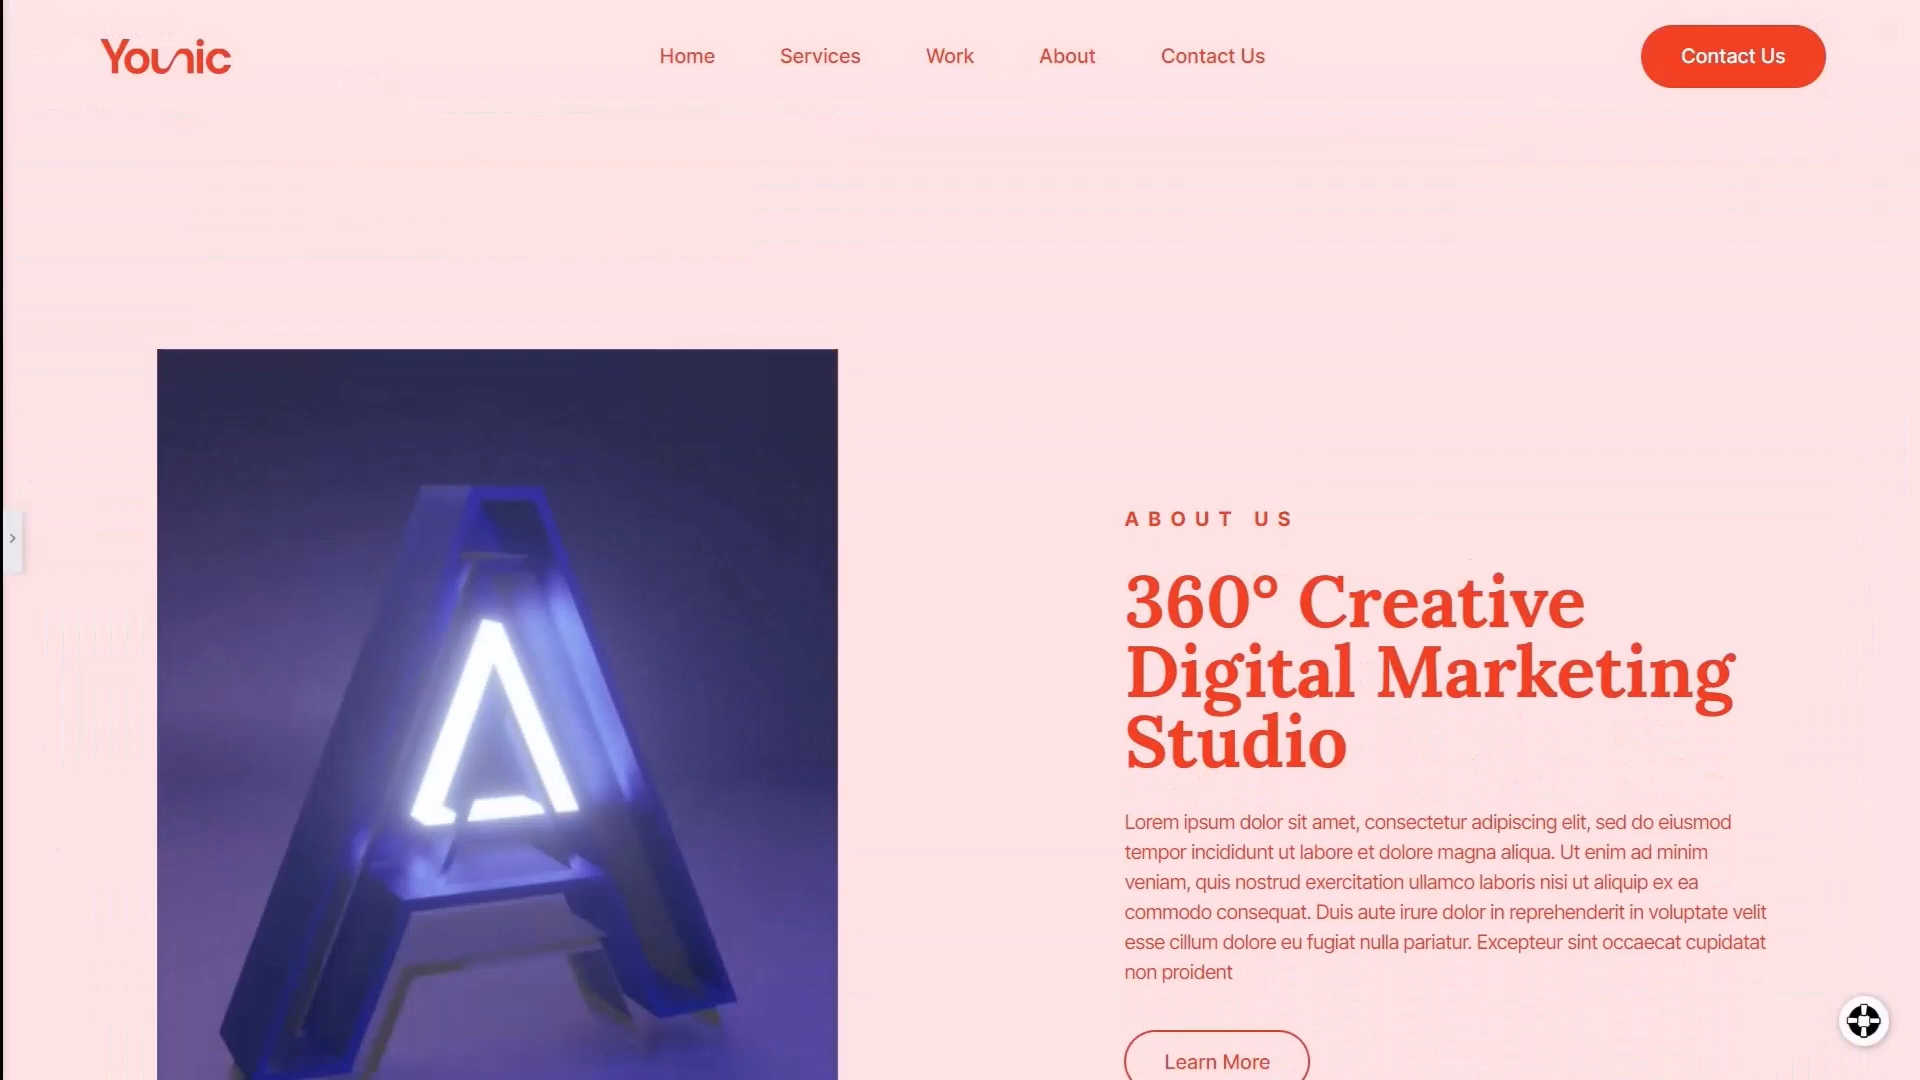 Younic
Home Services Work About Contact Us
Contact Us
A
ABOUT US
360° Creative
Digital Marketing
Studio
Lorem ipsum dolor sit amet, consectetur adipiscing elit, sed do eiusmod
tempor incididunt ut labore et dolore magna aliqua. Ut enim ad minim
veniam, quis nostrud exercitation ullamco laboris nisi ut aliquip ex ea
commodo consequat. Duis aute irure dolor in reprehenderit in voluptate velit
esse cillum dolore eu fugiat nulla pariatur. Excepteur sint occaecat cupidatat
non proident
Learn More